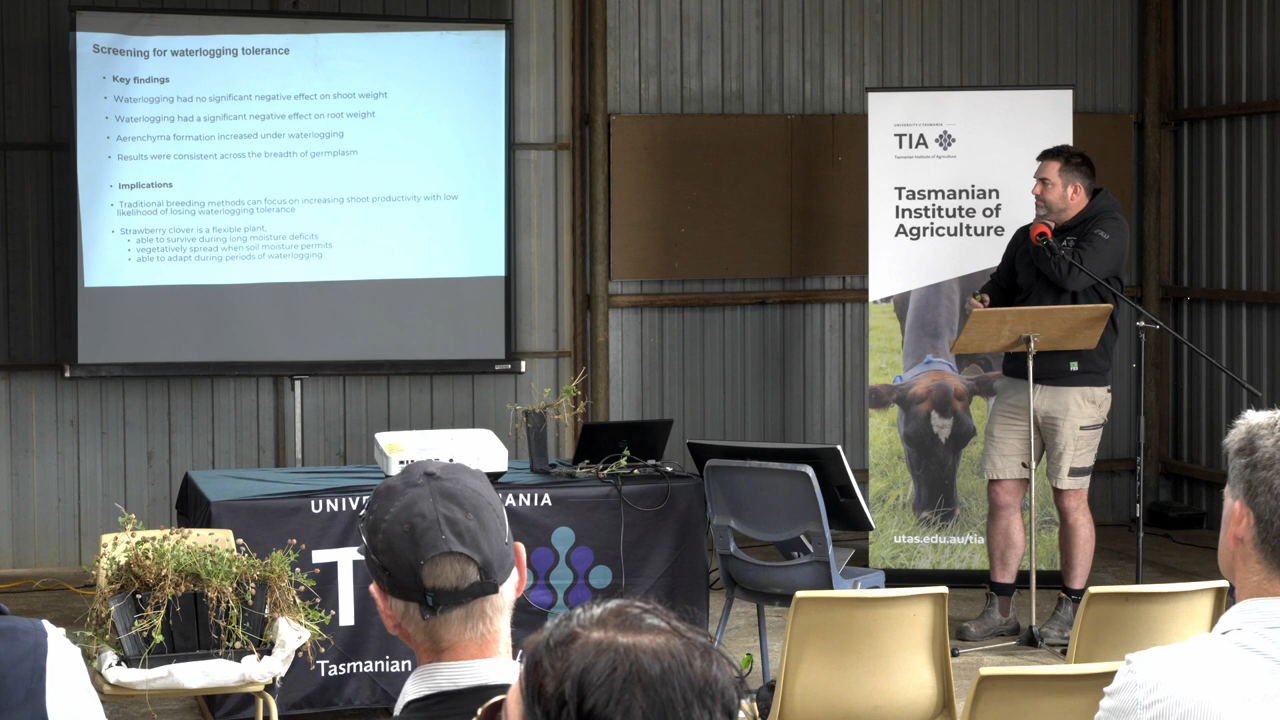 Screening for waterlogging tolerance
• Key findings
• Waterlogging had no significant negative effect on shoot weight
• Waterlogging had a significant negative effect on root weight
• Aerenchyma formation increased under waterlogging
• Results were consistent across the breadth of germplasm
• Implications
• Traditional breeding methods can focus on increasing shoot productivity with low
likelihood of losing waterlogging tolerance
• Strawberry clover is a flexible plant,
• able to survive during long moisture deficits
• vegetatively spread when soil moisture permits
• able to adapt during periods of waterlogging
UNIVERSITY of TASMANIA
TIA
Tasmanian Institute of Agriculture
Tasmanian
Institute of
Agriculture
utas.edu.au/tia
UNIV
MANIA
T
Tasmanian